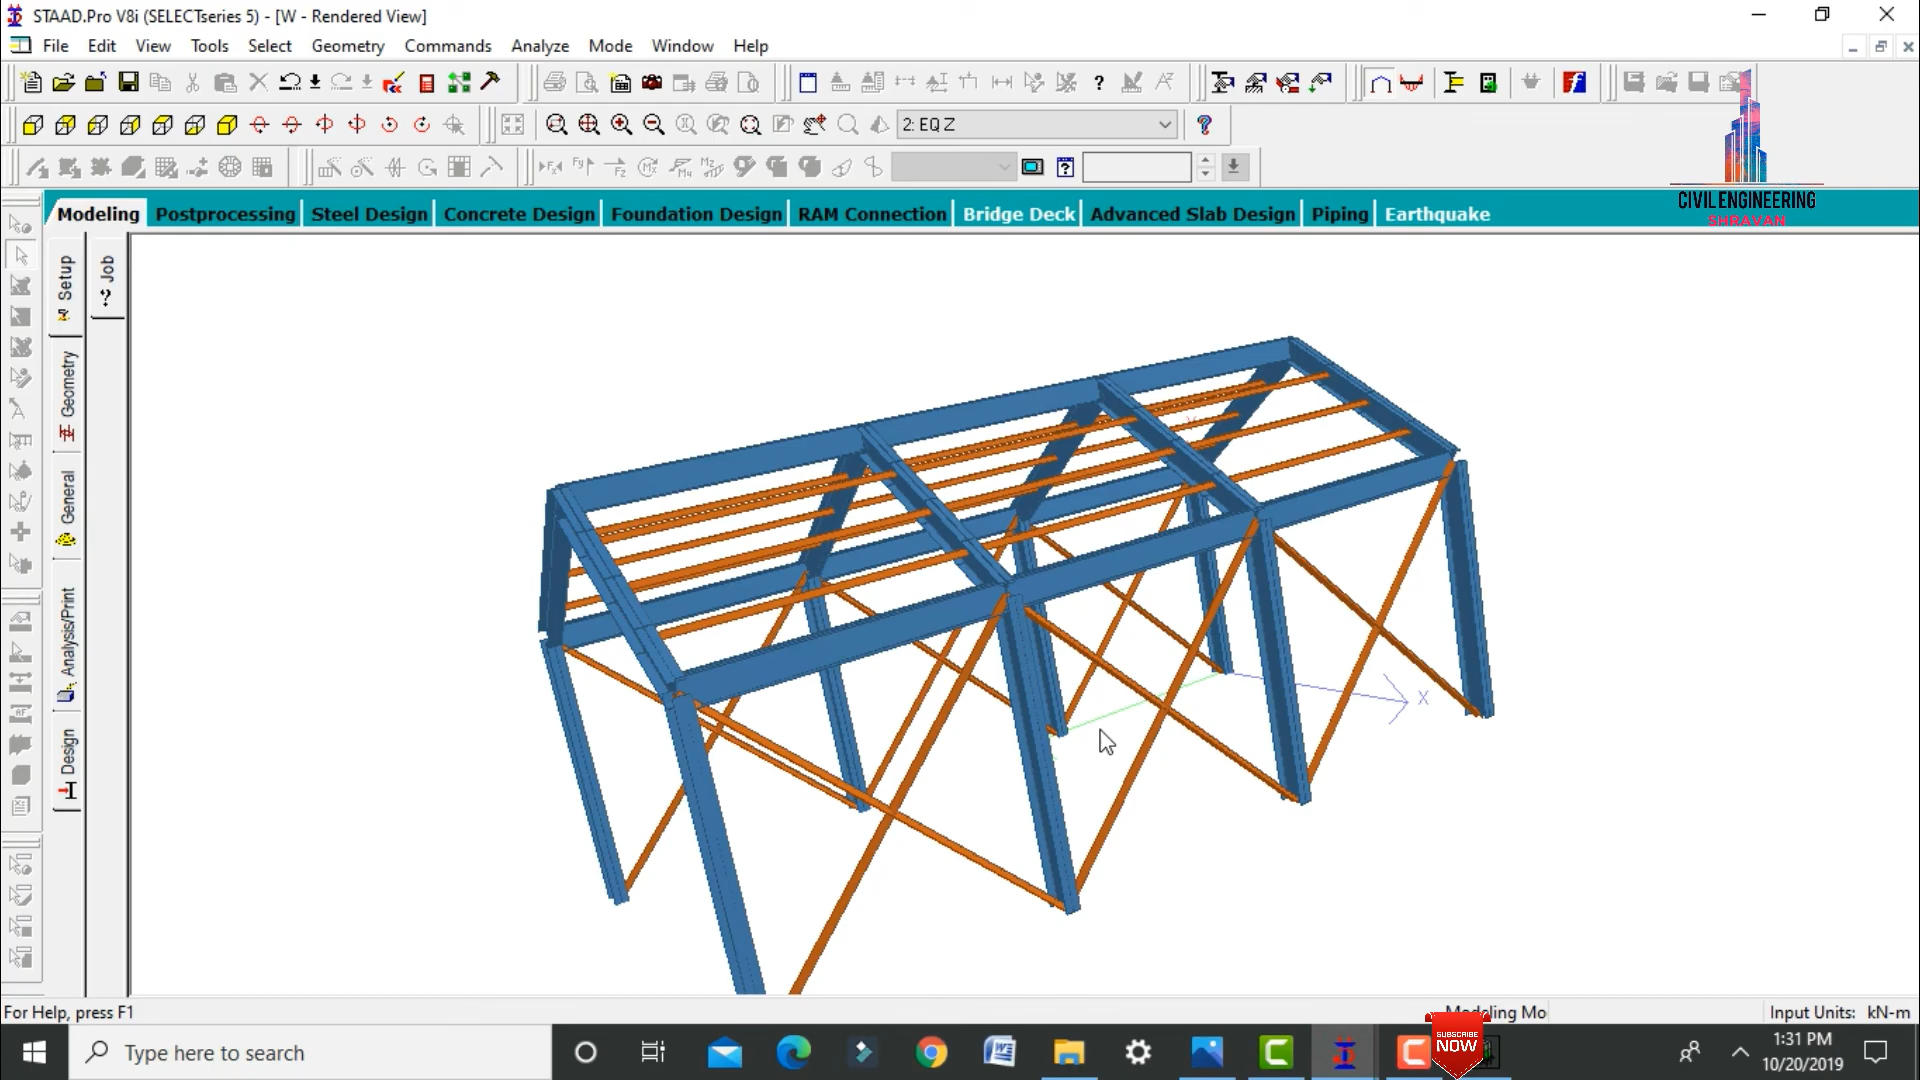 STAAD.Pro V8i (SELECTseries 5) - [W - Rendered View]
File Edit View Tools Select Geometry Commands Analyze Mode Window Help
2: EQ Z
CIVIL ENGINEERING
SHRAVAN
Modeling Postprocessing Steel Design Concrete Design Foundation Design RAM Connection Bridge Deck Advanced Slab Design Piping Earthquake
Setup
Job
Geometry
General
Analysis/Print
Design
X
For Help, press F1
Modeling Mo
Input Units: kN-m
Type here to search
SUBSCRIBE
NOW
1:31 PM
10/20/2019